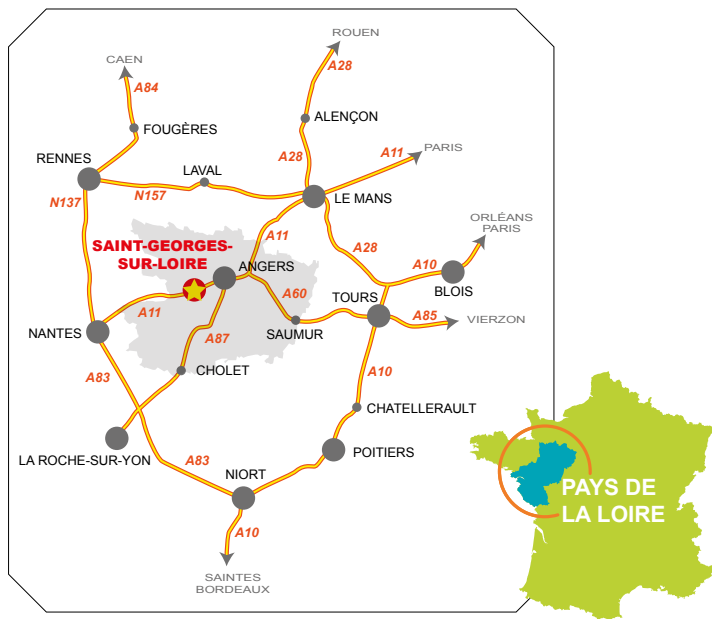 ROUEN
CAEN
A28
A84
ALENÇON
FOUGÈRES
A28
A11
PARIS
RENNES
LAVAL
N137
N157
LE MANS
ORLÉANS
PARIS
A11
SAINT-GEORGES-
SUR-LOIRE
A28
ANGERS
A10
BLOIS
A60
TOURS
A11
A85
VIERZON
NANTES
A87
SAUMUR
A83
CHOLET
A10
CHATELLERAULT
LA ROCHE-SUR-YON
A83
POITIERS
NIORT
PAYS DE
LA LOIRE
A10
SAINTES
BORDEAUX